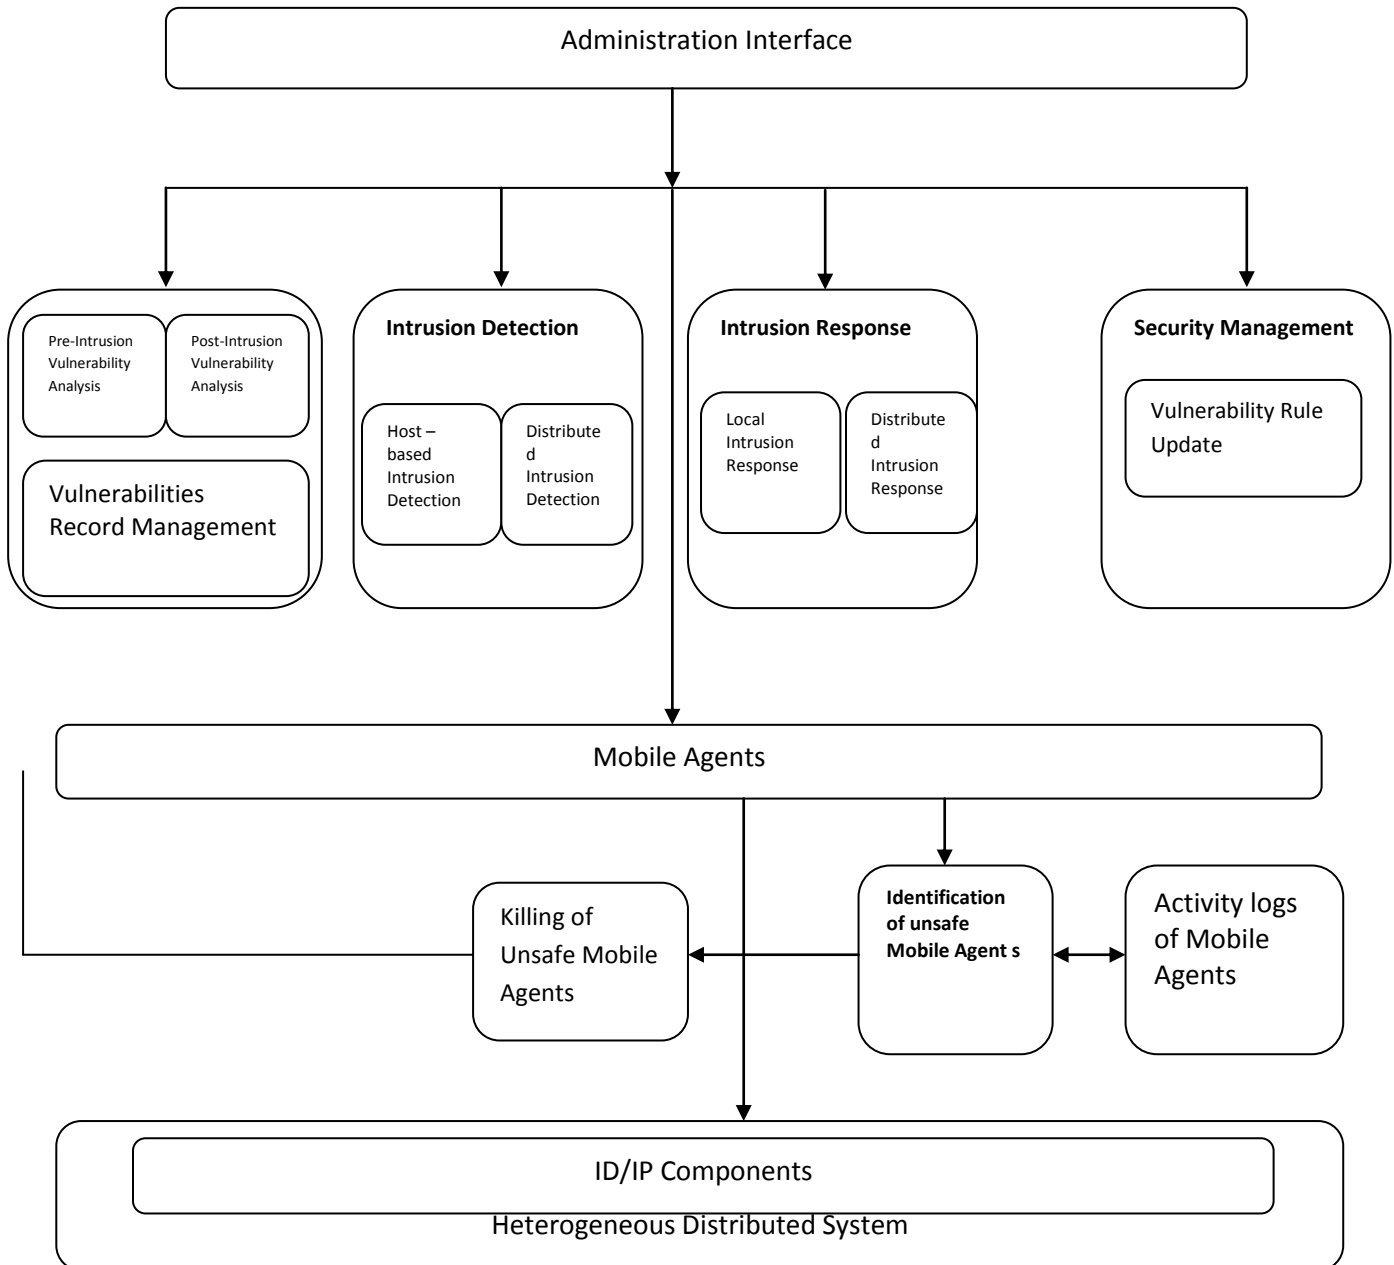 Administration Interface
Pre-Intrusion
Vulnerability
Analysis
Post-Intrusion
Vulnerability
Analysis
Vulnerabilities
Record Management
Intrusion Detection
Host –
based
Intrusion
Detection
Distribute
d
Intrusion
Detection
Intrusion Response
Local
Intrusion
Response
Distribute
d
Intrusion
Response
Security Management
Vulnerability Rule
Update
Mobile Agents
Killing of
Unsafe Mobile
Agents
Identification
of unsafe
Mobile Agent s
Activity logs
of Mobile
Agents
ID/IP Components
Heterogeneous Distributed System